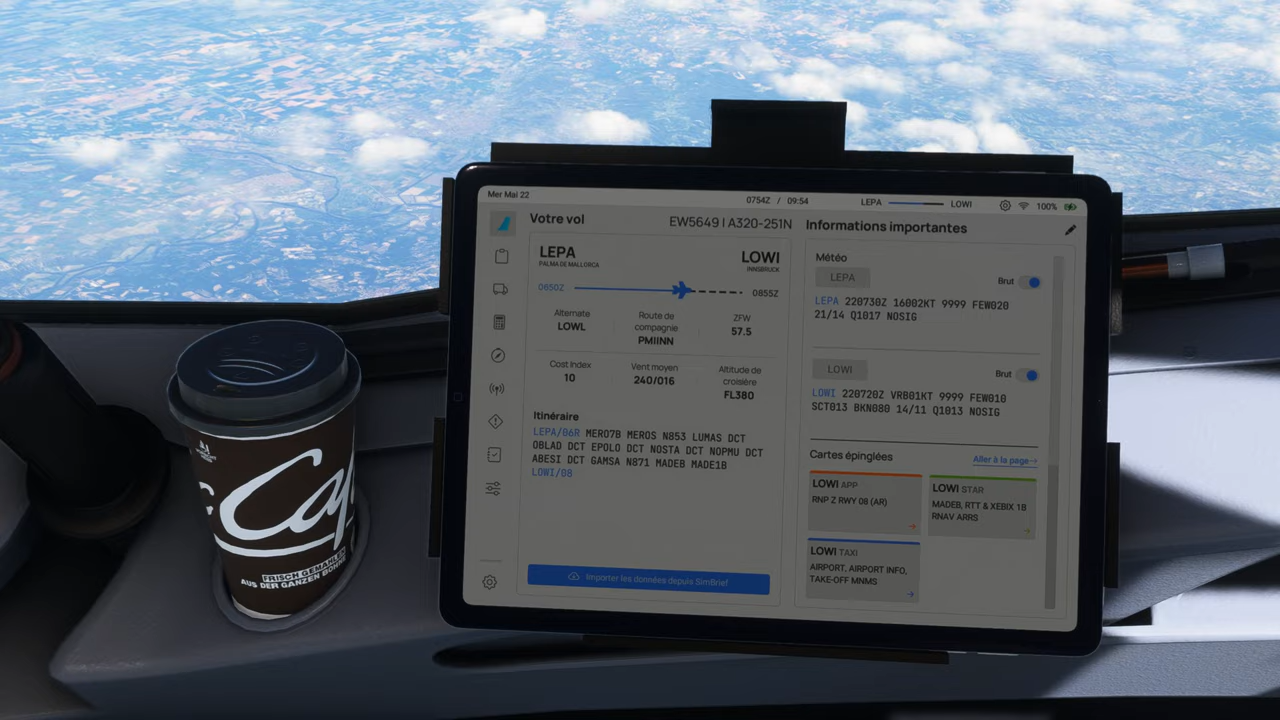 Mer Mai 22
0754Z / 09:54
LEPA LOWI
100%
Votre vol
EW5649 | A320-251N
LEPA
PALMA DE MALLORCA
LOWI
INNSBRUCK
0650Z
0855Z
Alternate
LOWL
Route de
compagnie
PMIINN
ZFW
57.5
Cost Index
10
Vent moyen
240/016
Altitude de
croisière
FL380
Itinéraire
LEPA/06R MERO7B MEROS N853 LUMAS DCT
OBLAD DCT EPOLO DCT NOSTA DCT NOPMU DCT
ABESI DCT GAMSA N871 MADEB MADE1B
LOWI/08
Importer les données depuis SimBrief
Informations importantes
Météo
LEPA
Brut
LEPA 220730Z 16002KT 9999 FEW020
21/14 Q1017 NOSIG
LOWI
Brut
LOWI 220720Z VRB01KT 9999 FEW010
SCT013 BKN080 14/11 Q1013 NOSIG
Cartes épinglées
Aller à la page→
LOWI APP
RNP Z RWY 08 (AR)
LOWI STAR
MADEB, RTT & XEBIX 1B
RNAV ARRS
LOWI TAXI
AIRPORT, AIRPORT INFO,
TAKE-OFF MNMS
Caf
FRISCH GEMAHLEN
AUS DER GANZEN BOHNE